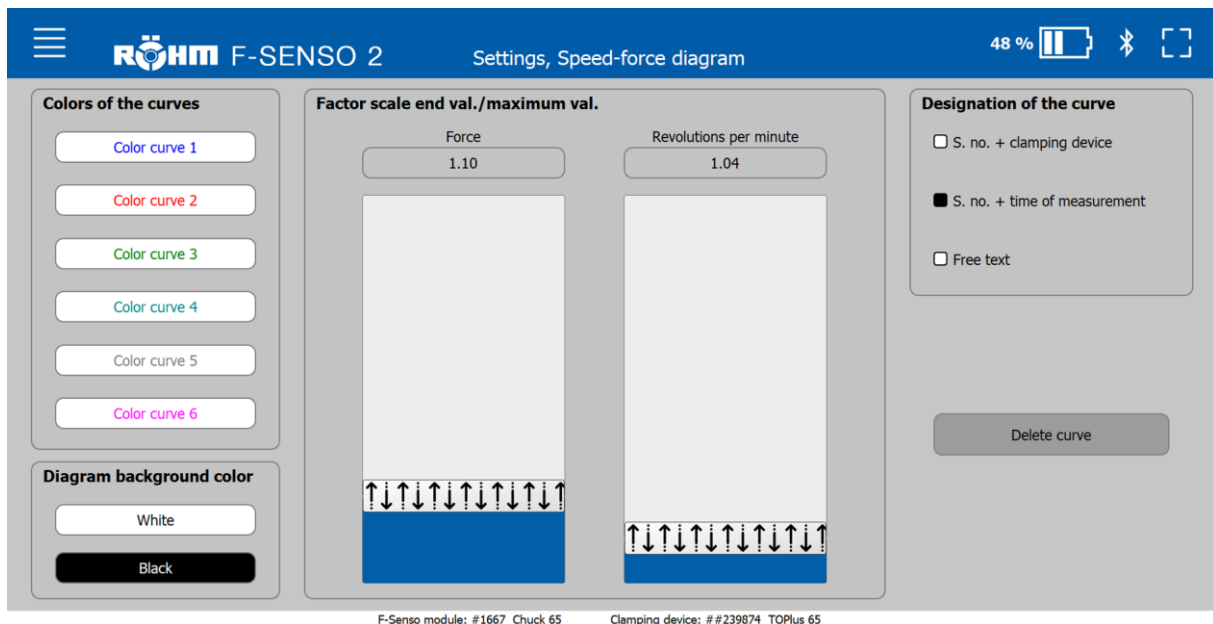 RÖHM F-SENSO 2
Settings, Speed-force diagram
48 %
Colors of the curves
Color curve 1
Color curve 2
Color curve 3
Color curve 4
Color curve 5
Color curve 6
Diagram background color
White
Black
Factor scale end val./maximum val.
Force
1.10
Revolutions per minute
1.04
Designation of the curve
S. no. + clamping device
S. no. + time of measurement
Free text
Delete curve
F-Senso module: #1667 Chuck 65
Clamping device: ##239874 TOPlus 65